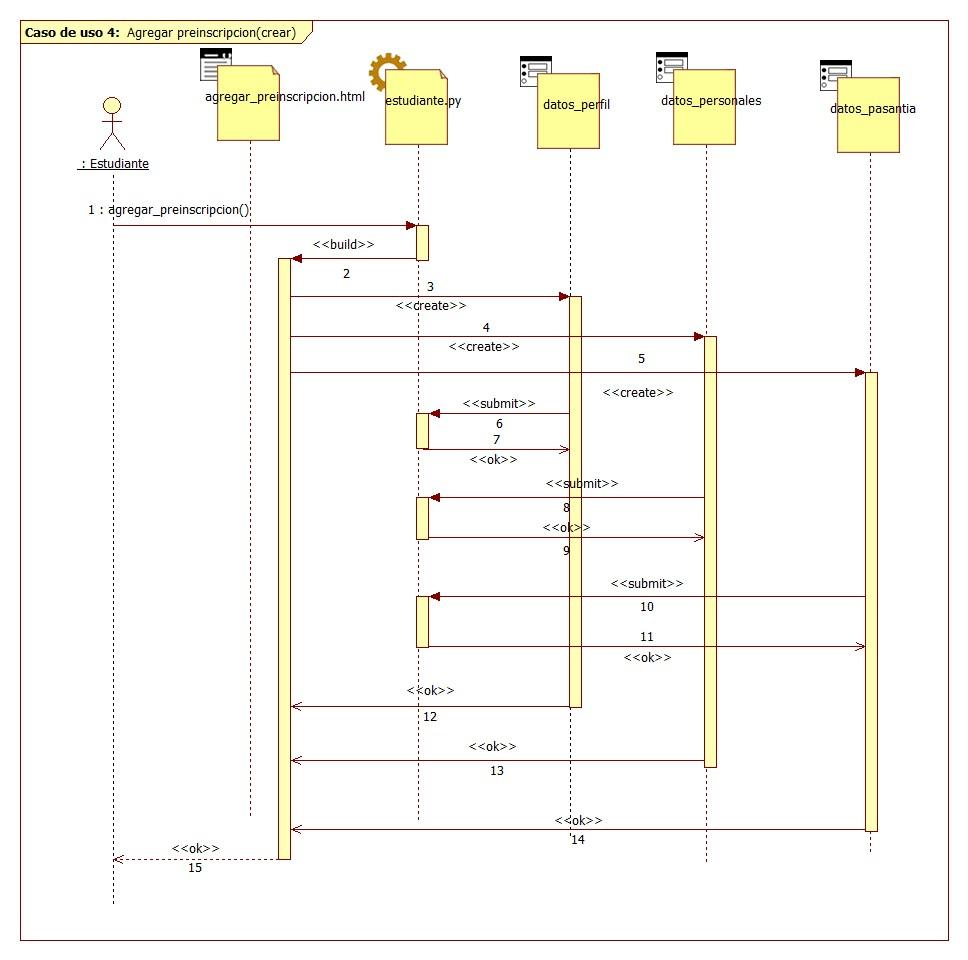 Caso de uso 4: Agregar preinscripcion(crear)
agregar_preinscripcion.html
estudiante.py
datos_perfil
datos_personales
datos_pasantia
: Estudiante
1 : agregar_preinscripcion()
<<build>>
2
3
<<create>>
4
<<create>>
5
<<create>>
<<submit>>
6
7
<<ok>>
<<submit>>
8
<<ok>>
9
<<submit>>
10
11
<<ok>>
<<ok>>
12
<<ok>>
13
<<ok>>
14
<<ok>>
15